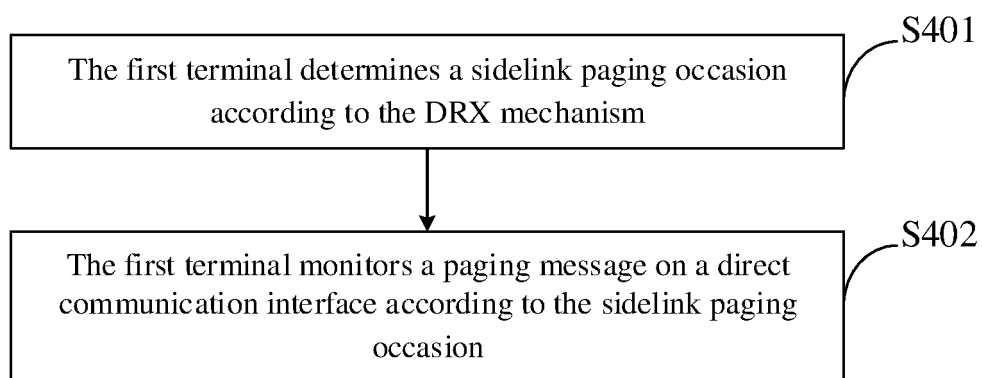 S401
The first terminal determines a sidelink paging occasion
according to the DRX mechanism
S402
The first terminal monitors a paging message on a direct
communication interface according to the sidelink paging
occasion